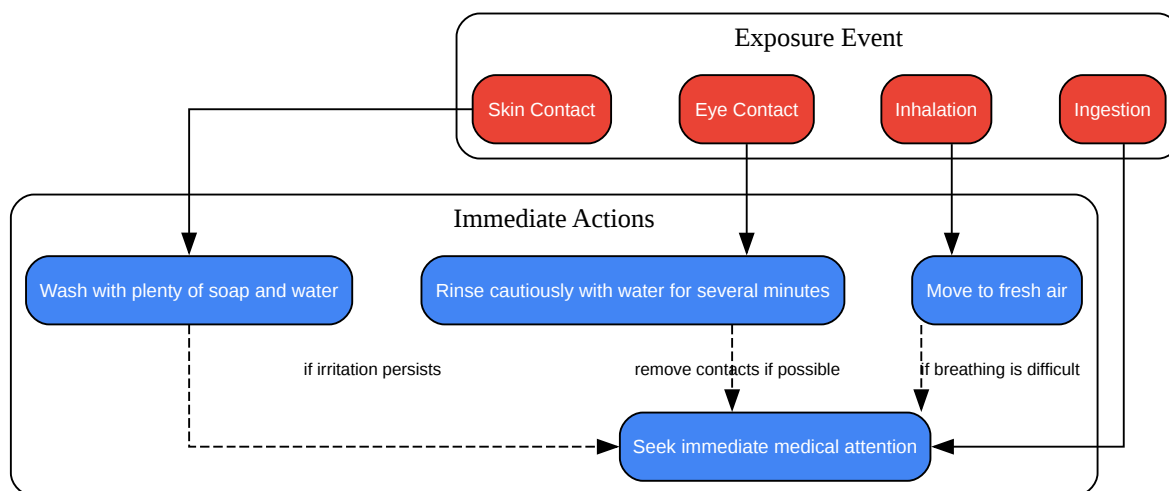 Exposure Event
Skin Contact
Eye Contact
Inhalation
Ingestion
Immediate Actions
Wash with plenty of soap and water
Rinse cautiously with water for several minutes
Move to fresh air
if irritation persists
remove contacts if possible
if breathing is difficult
Seek immediate medical attention